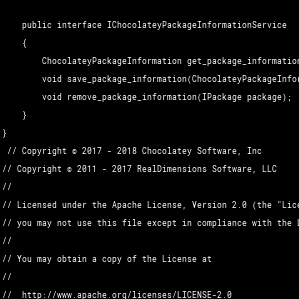 public interface IChocolateyPackageInformationService
{
ChocolateyPackageInformation get_package_information
void save_package_information(ChocolateyPackageInfor
void remove_package_information(IPackage package);
}
}
// Copyright © 2017 - 2018 Chocolatey Software, Inc
// Copyright © 2011 - 2017 RealDimensions Software, LLC
//
// Licensed under the Apache License, Version 2.0 (the "Lice
// you may not use this file except in compliance with the L
//
// You may obtain a copy of the License at
//
// http://www.apache.org/licenses/LICENSE-2.0